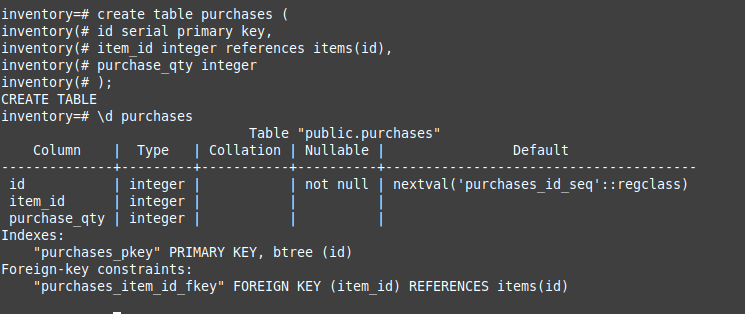 inventory=# create table purchases (
inventory(# id serial primary key,
inventory(# item_id integer references items(id),
inventory(# purchase_qty integer
inventory(# );
CREATE TABLE
inventory=# \d purchases
                               Table "public.purchases"
    Column    |  Type   | Collation | Nullable |                Default
--------------+---------+-----------+----------+---------------------------------------
 id           | integer |           | not null | nextval('purchases_id_seq'::regclass)
 item_id      | integer |           |          |
 purchase_qty | integer |           |          |
Indexes:
    "purchases_pkey" PRIMARY KEY, btree (id)
Foreign-key constraints:
    "purchases_item_id_fkey" FOREIGN KEY (item_id) REFERENCES items(id)